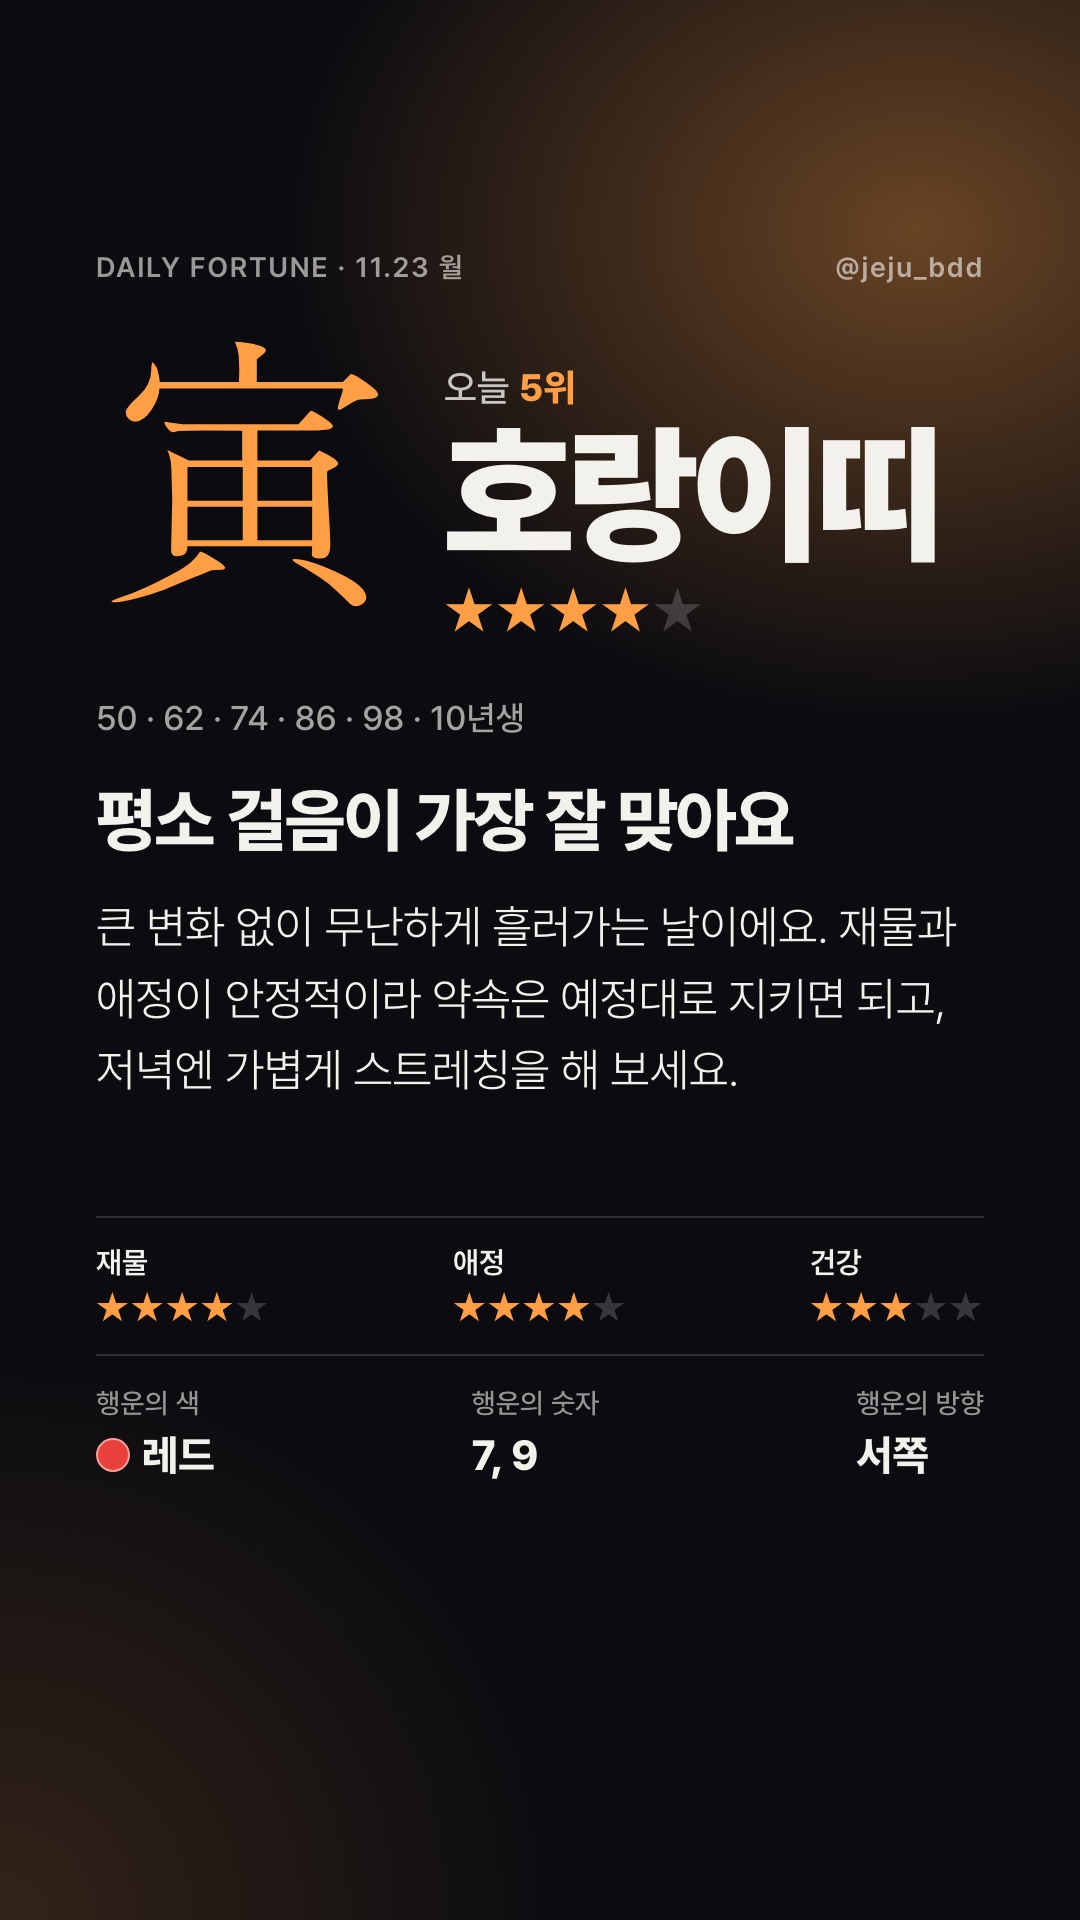 DAILY FORTUNE · 11.23 월
@jeju_bdd
寅
오늘 5위
호랑이띠
★★★★★
50 · 62 · 74 · 86 · 98 · 10년생
평소 걸음이 가장 잘 맞아요
큰 변화 없이 무난하게 흘러가는 날이에요. 재물과
애정이 안정적이라 약속은 예정대로 지키면 되고,
저녁엔 가볍게 스트레칭을 해 보세요.
재물
★★★★★
애정
★★★★★
건강
★★★★★
행운의 색
레드
행운의 숫자
7, 9
행운의 방향
서쪽